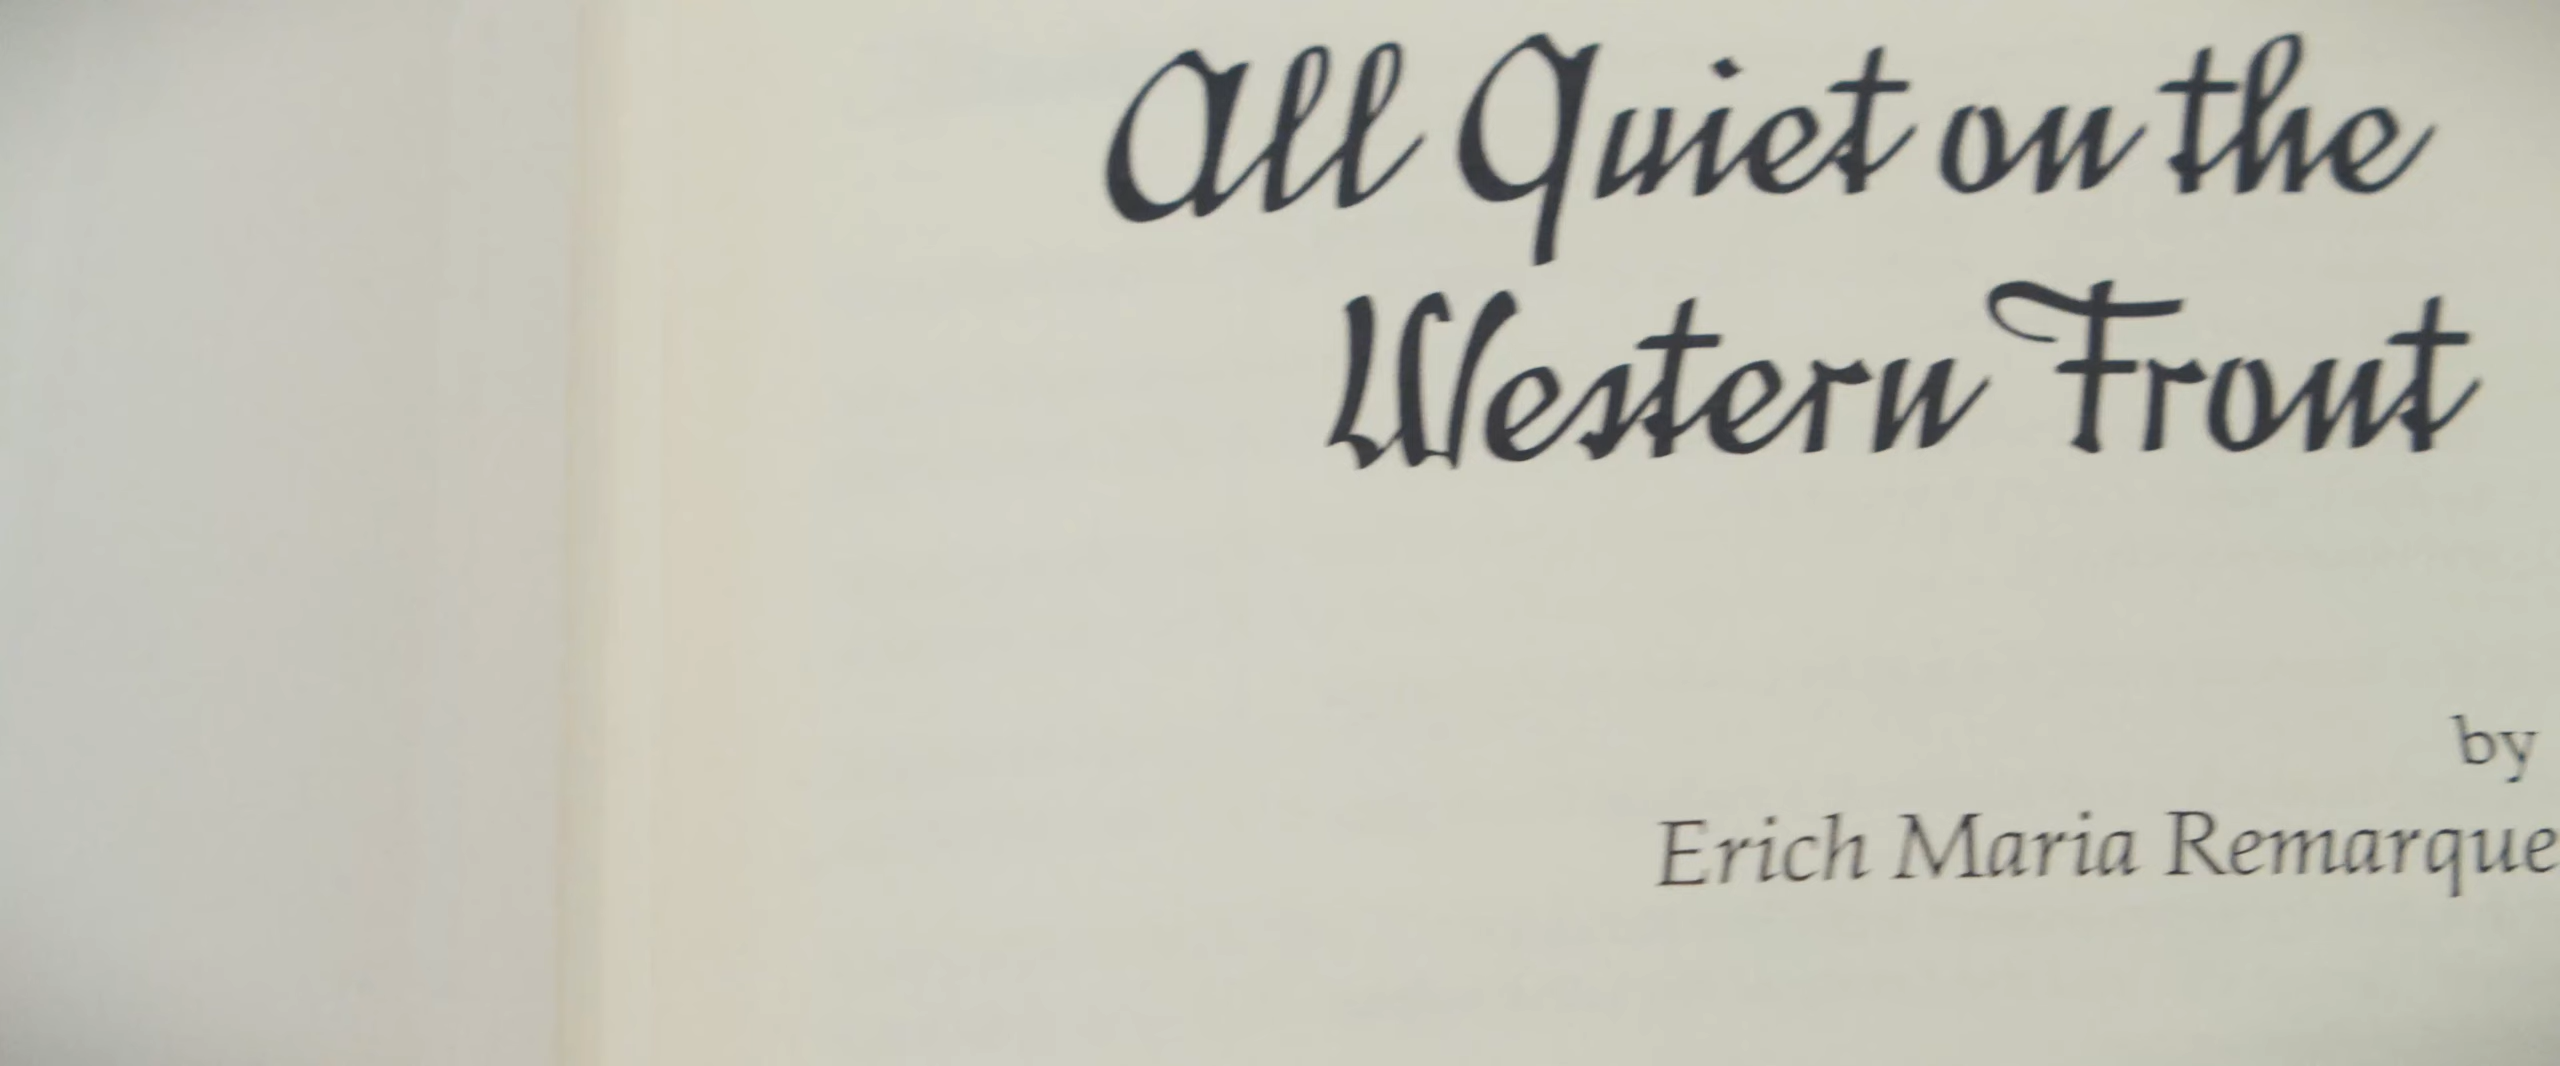 All Quiet on the
Western Front
by
Erich Maria Remarque